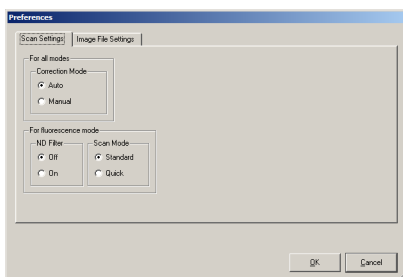 Preferences
Scan Settings Image File Settings
For all modes
Correction Mode
Auto
Manual
For fluorescence mode
ND Filter Scan Mode
Off Standard
On Quick
OK Cancel